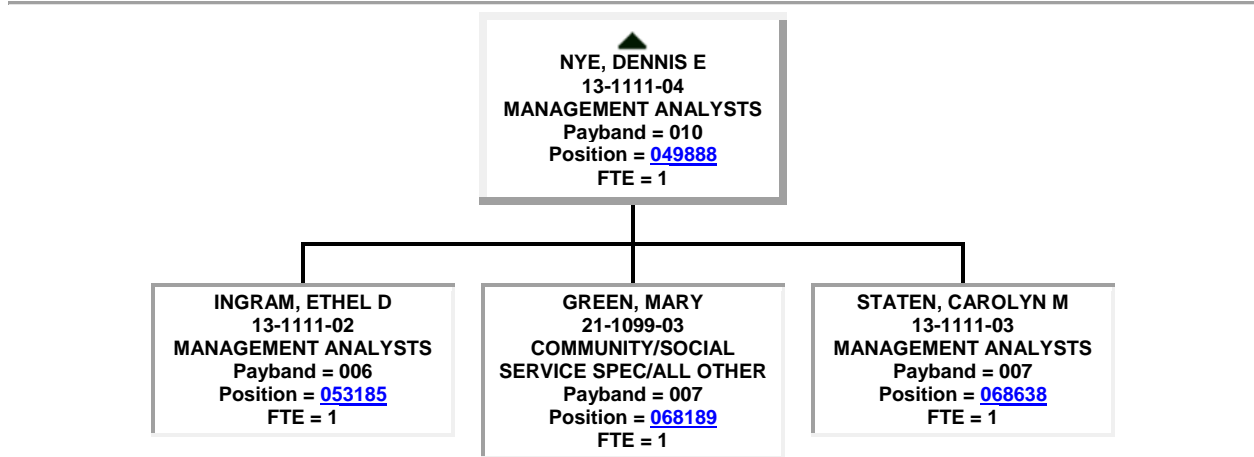 NYE, DENNIS E
13-1111-04
MANAGEMENT ANALYSTS
Payband = 010
Position = 049888
FTE = 1
INGRAM, ETHEL D
13-1111-02
MANAGEMENT ANALYSTS
Payband = 006
Position = 053185
FTE = 1
GREEN, MARY
21-1099-03
COMMUNITY/SOCIAL
SERVICE SPEC/ALL OTHER
Payband = 007
Position = 068189
FTE = 1
STATEN, CAROLYN M
13-1111-03
MANAGEMENT ANALYSTS
Payband = 007
Position = 068638
FTE = 1